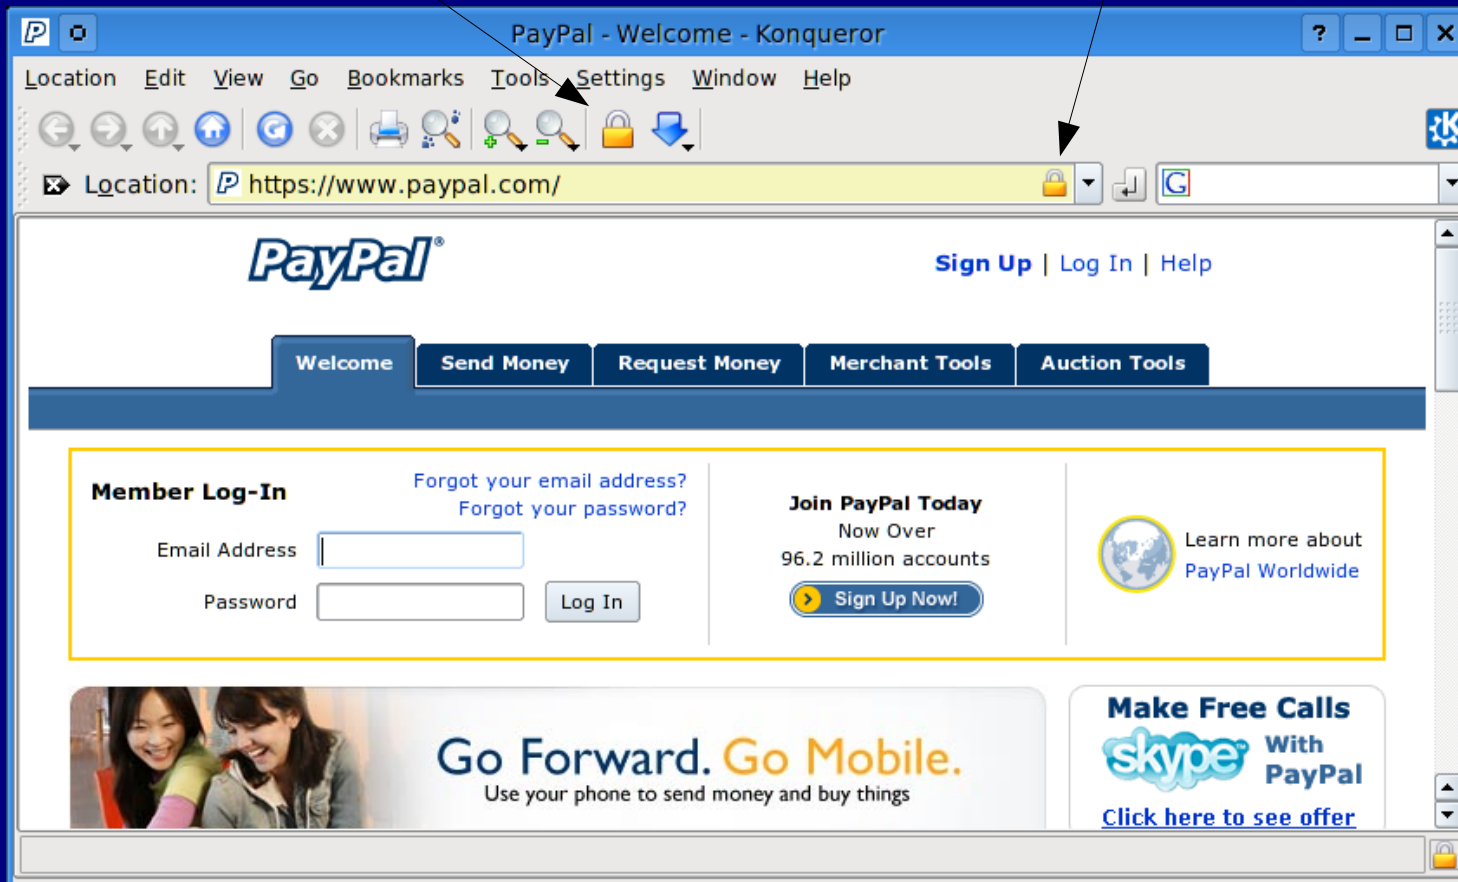 PayPal - Welcome - Konqueror
Location Edit View Go Bookmarks Tools Settings Window Help
Location: https://www.paypal.com/
PayPal®
Sign Up | Log In | Help
Welcome Send Money Request Money Merchant Tools Auction Tools
Member Log-In
Forgot your email address?
Forgot your password?
Email Address
Password
Log In
Join PayPal Today
Now Over
96.2 million accounts
Sign Up Now!
Learn more about
PayPal Worldwide
Go Forward. Go Mobile.
Use your phone to send money and buy things
Make Free Calls
skype With
PayPal
Click here to see offer